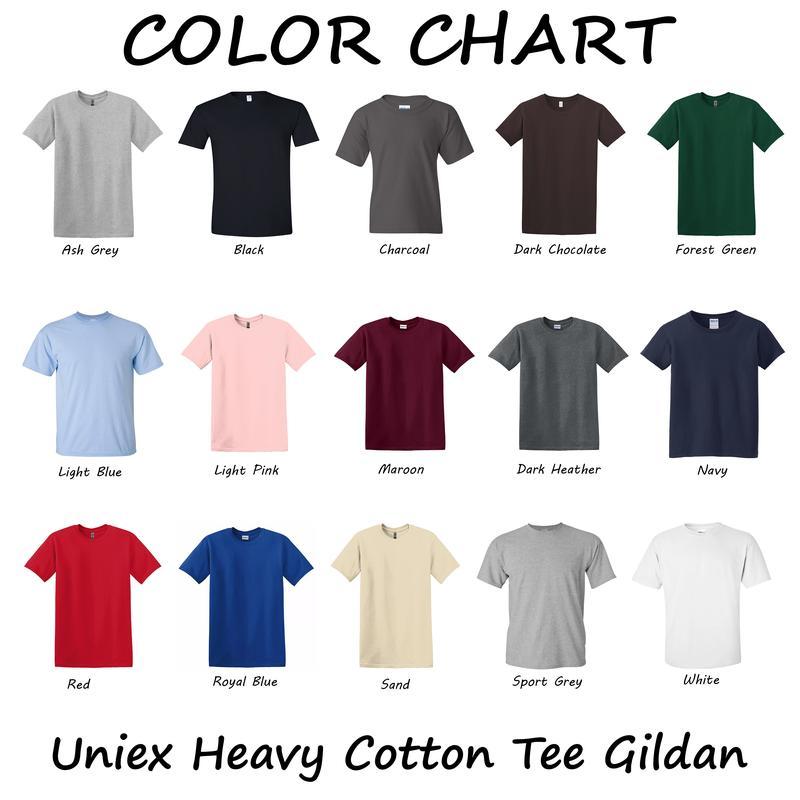 COLOR CHART
Ash Grey
Black
Charcoal
Dark Chocolate
Forest Green
Light Blue
Light Pink
Maroon
Dark Heather
Navy
Red
Royal Blue
Sand
Sport Grey
White
Uniex Heavy Cotton Tee Gildan